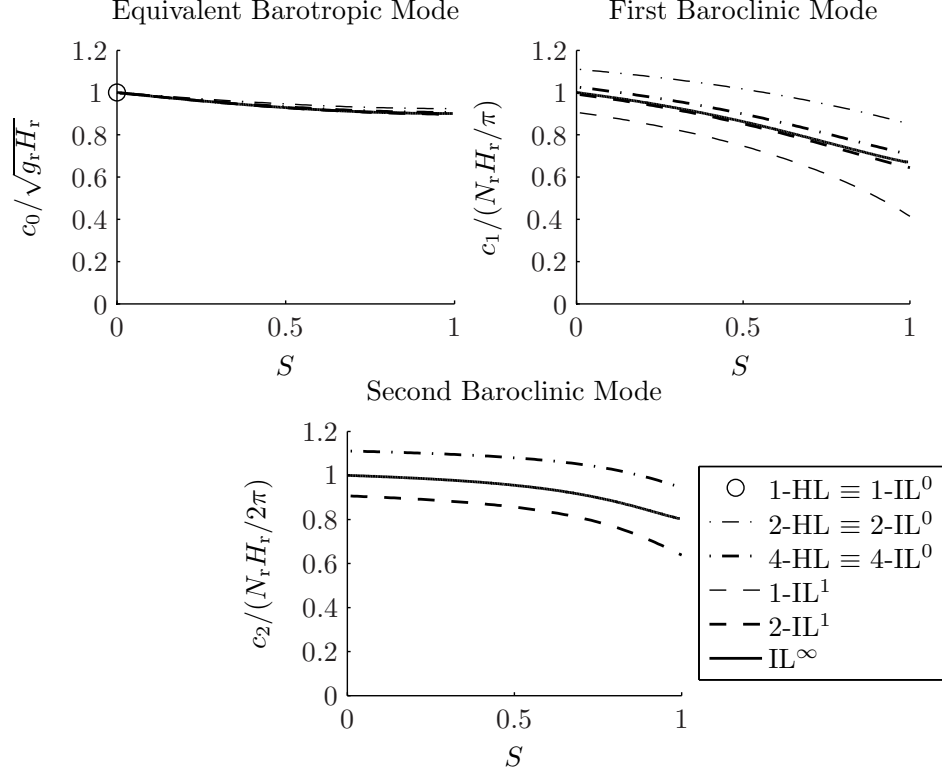 Equivalent Barotropic Mode
c₀/√gᵣHᵣ
1.2
1
0.8
0.6
0.4
0.2
0
0
0.5
1
S
First Baroclinic Mode
c₁/(NᵣHᵣ/π)
1.2
1
0.8
0.6
0.4
0.2
0
0
0.5
1
S
Second Baroclinic Mode
c₂/(NᵣHᵣ/2π)
1.2
1
0.8
0.6
0.4
0.2
0
0
0.5
1
S
1-HL ≡ 1-IL⁰
2-HL ≡ 2-IL⁰
4-HL ≡ 4-IL⁰
1-IL¹
2-IL¹
IL∞